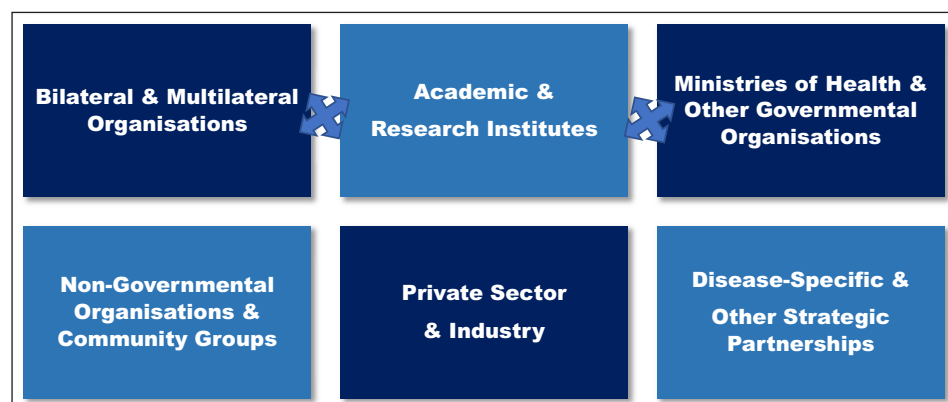 Bilateral & Multilateral
Organisations
Academic &
Research Institutes
Ministries of Health &
Other Governmental
Organisations
Non-Governmental
Organisations &
Community Groups
Private Sector
& Industry
Disease-Specific &
Other Strategic
Partnerships